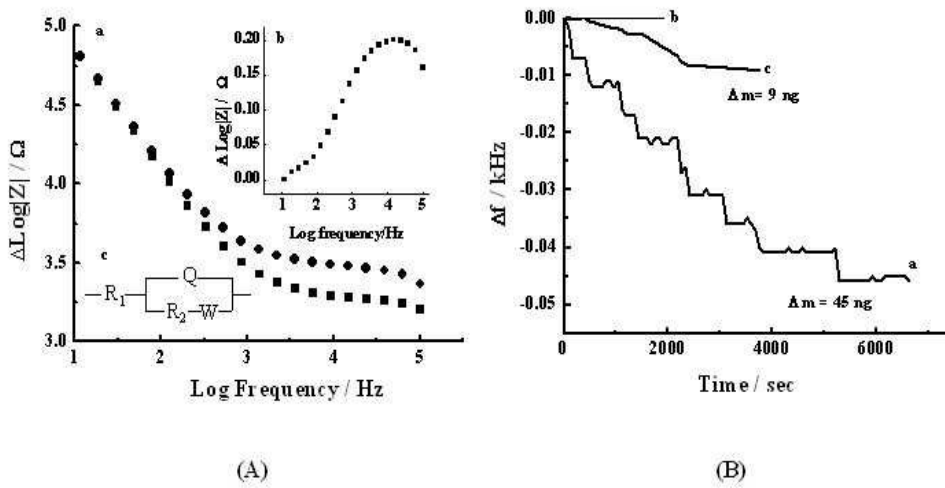 5.0
4.5
4.0
3.5
3.0
ΔLog|Z| / Ω
a
b
c
0.20
0.15
0.10
0.05
0.00
Δ Log|Z| / Ω
0 1 2 3 4 5
Log frequency/Hz
R1
Q
R2
W
1 2 3 4 5
Log Frequency / Hz
(A)
B
0.00
-0.01
-0.02
-0.03
-0.04
-0.05
Δf / kHz
b
c
Δm= 9 ng
a
Δm = 45 ng
0 2000 4000 6000
Time / sec
(B)